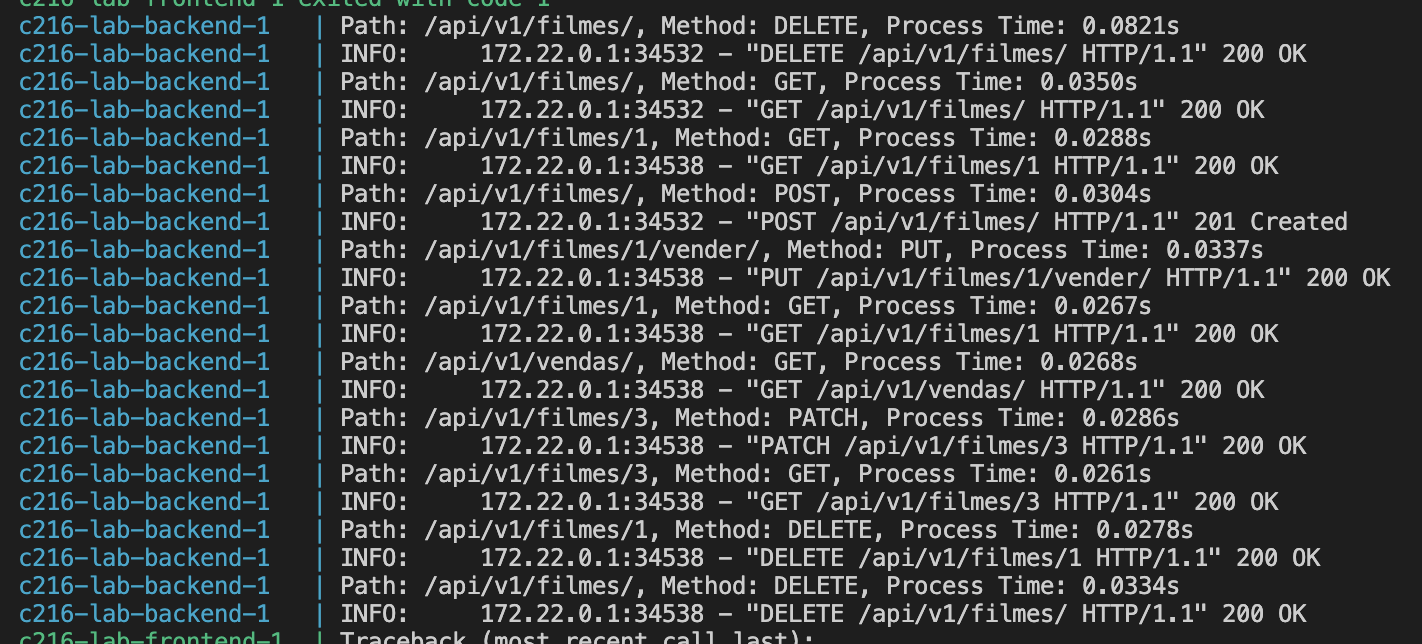 c216-lab-frontend-1 exited with code 1
c216-lab-backend-1   | Path: /api/v1/filmes/, Method: DELETE, Process Time: 0.0821s
c216-lab-backend-1   | INFO:     172.22.0.1:34532 - "DELETE /api/v1/filmes/ HTTP/1.1" 200 OK
c216-lab-backend-1   | Path: /api/v1/filmes/, Method: GET, Process Time: 0.0350s
c216-lab-backend-1   | INFO:     172.22.0.1:34532 - "GET /api/v1/filmes/ HTTP/1.1" 200 OK
c216-lab-backend-1   | Path: /api/v1/filmes/1, Method: GET, Process Time: 0.0288s
c216-lab-backend-1   | INFO:     172.22.0.1:34538 - "GET /api/v1/filmes/1 HTTP/1.1" 200 OK
c216-lab-backend-1   | Path: /api/v1/filmes/, Method: POST, Process Time: 0.0304s
c216-lab-backend-1   | INFO:     172.22.0.1:34532 - "POST /api/v1/filmes/ HTTP/1.1" 201 Created
c216-lab-backend-1   | Path: /api/v1/filmes/1/vender/, Method: PUT, Process Time: 0.0337s
c216-lab-backend-1   | INFO:     172.22.0.1:34538 - "PUT /api/v1/filmes/1/vender/ HTTP/1.1" 200 OK
c216-lab-backend-1   | Path: /api/v1/filmes/1, Method: GET, Process Time: 0.0267s
c216-lab-backend-1   | INFO:     172.22.0.1:34538 - "GET /api/v1/filmes/1 HTTP/1.1" 200 OK
c216-lab-backend-1   | Path: /api/v1/vendas/, Method: GET, Process Time: 0.0268s
c216-lab-backend-1   | INFO:     172.22.0.1:34538 - "GET /api/v1/vendas/ HTTP/1.1" 200 OK
c216-lab-backend-1   | Path: /api/v1/filmes/3, Method: PATCH, Process Time: 0.0286s
c216-lab-backend-1   | INFO:     172.22.0.1:34538 - "PATCH /api/v1/filmes/3 HTTP/1.1" 200 OK
c216-lab-backend-1   | Path: /api/v1/filmes/3, Method: GET, Process Time: 0.0261s
c216-lab-backend-1   | INFO:     172.22.0.1:34538 - "GET /api/v1/filmes/3 HTTP/1.1" 200 OK
c216-lab-backend-1   | Path: /api/v1/filmes/1, Method: DELETE, Process Time: 0.0278s
c216-lab-backend-1   | INFO:     172.22.0.1:34538 - "DELETE /api/v1/filmes/1 HTTP/1.1" 200 OK
c216-lab-backend-1   | Path: /api/v1/filmes/, Method: DELETE, Process Time: 0.0334s
c216-lab-backend-1   | INFO:     172.22.0.1:34538 - "DELETE /api/v1/filmes/ HTTP/1.1" 200 OK
c216-lab-frontend-1  | Traceback (most recent call last):